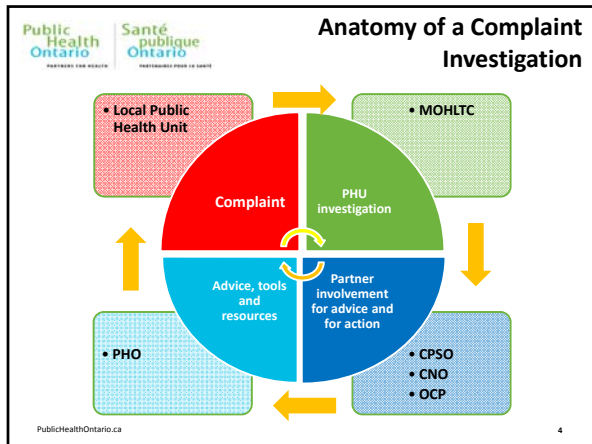 Public
Health
Ontario
PARTNERS FOR HEALTH
Santé
publique
Ontario
PARTENAIRES POUR LA SANTÉ
Anatomy of a Complaint
Investigation
• Local Public
Health Unit
• MOHLTC
Complaint
PHU
investigation
Advice, tools
and
resources
Partner
involvement
for advice and
for action
• PHO
• CPSO
• CNO
• OCP
PublicHealthOntario.ca
4